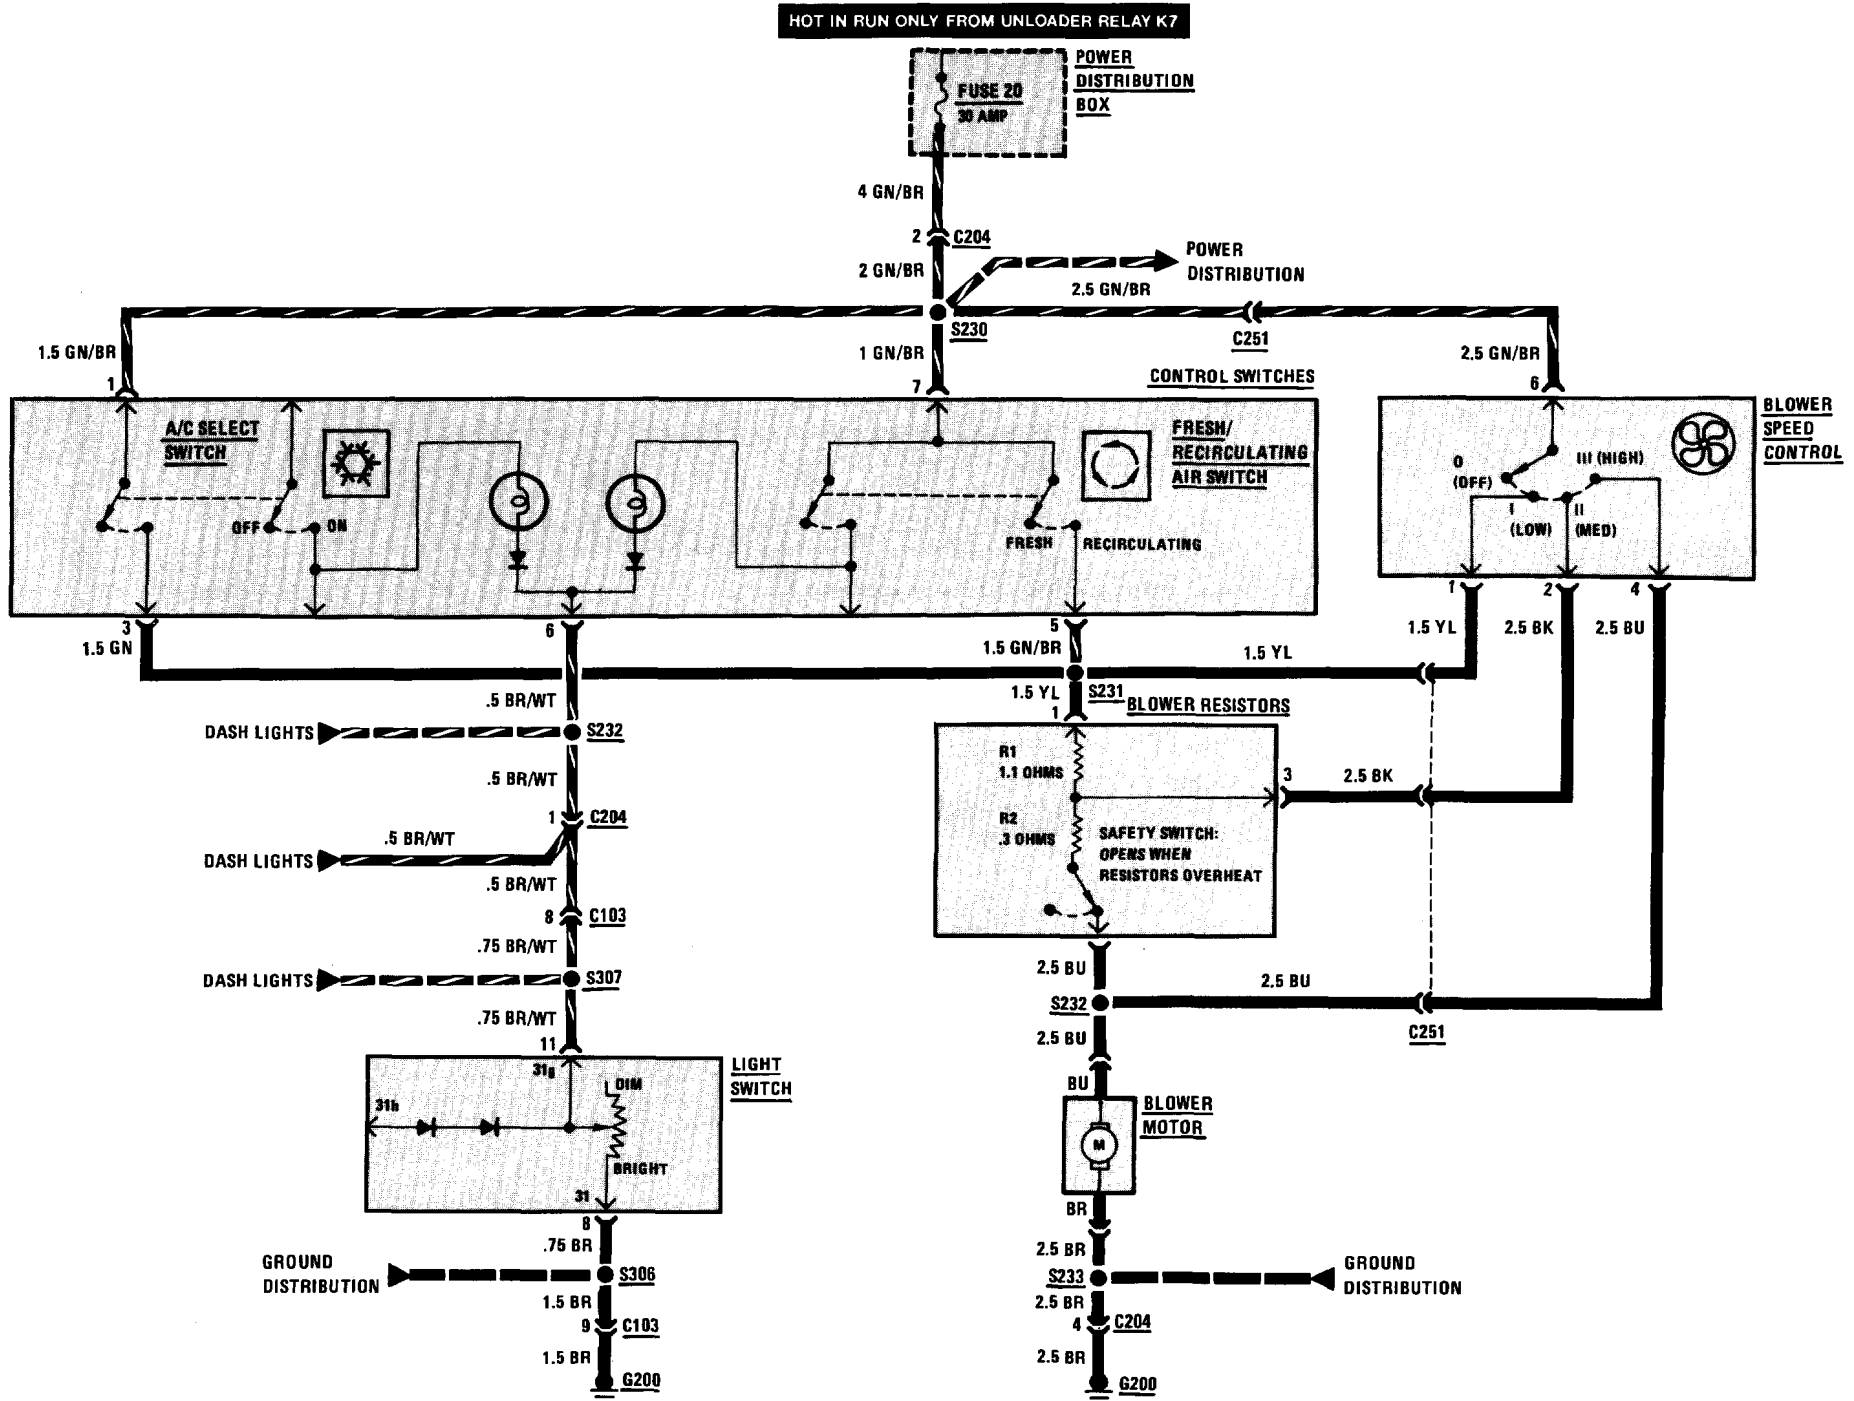 HOT IN RUN ONLY FROM UNLOADER RELAY K7
POWER
DISTRIBUTION
BOX
FUSE 20
30 AMP
4 GN/BR
2
C204
2 GN/BR
POWER
DISTRIBUTION
2.5 GN/BR
S230
C251
1.5 GN/BR
1
1 GN/BR
7
2.5 GN/BR
6
CONTROL SWITCHES
A/C SELECT
SWITCH
OFF
ON
FRESH/
RECIRCULATING
AIR SWITCH
FRESH
RECIRCULATING
BLOWER
SPEED
CONTROL
0
(OFF)
III (HIGH)
I
(LOW)
II
(MED)
3
1.5 GN
6
5
1.5 GN/BR
1
2
4
1.5 YL
2.5 BK
2.5 BU
1.5 YL
.5 BR/WT
1.5 YL
S231
1
BLOWER RESISTORS
DASH LIGHTS
S232
R1
1.1 OHMS
.5 BR/WT
3
2.5 BK
1
C204
R2
.3 OHMS
SAFETY SWITCH:
OPENS WHEN
RESISTORS OVERHEAT
.5 BR/WT
DASH LIGHTS
.5 BR/WT
8
C103
.75 BR/WT
2.5 BU
DASH LIGHTS
S307
2.5 BU
S232
.75 BR/WT
C251
2.5 BU
11
31g
LIGHT
SWITCH
DIM
31h
BRIGHT
31
BU
BLOWER
MOTOR
M
BR
8
.75 BR
2.5 BR
GROUND
DISTRIBUTION
S306
S233
GROUND
DISTRIBUTION
1.5 BR
2.5 BR
9
C103
4
C204
1.5 BR
2.5 BR
G200
G200